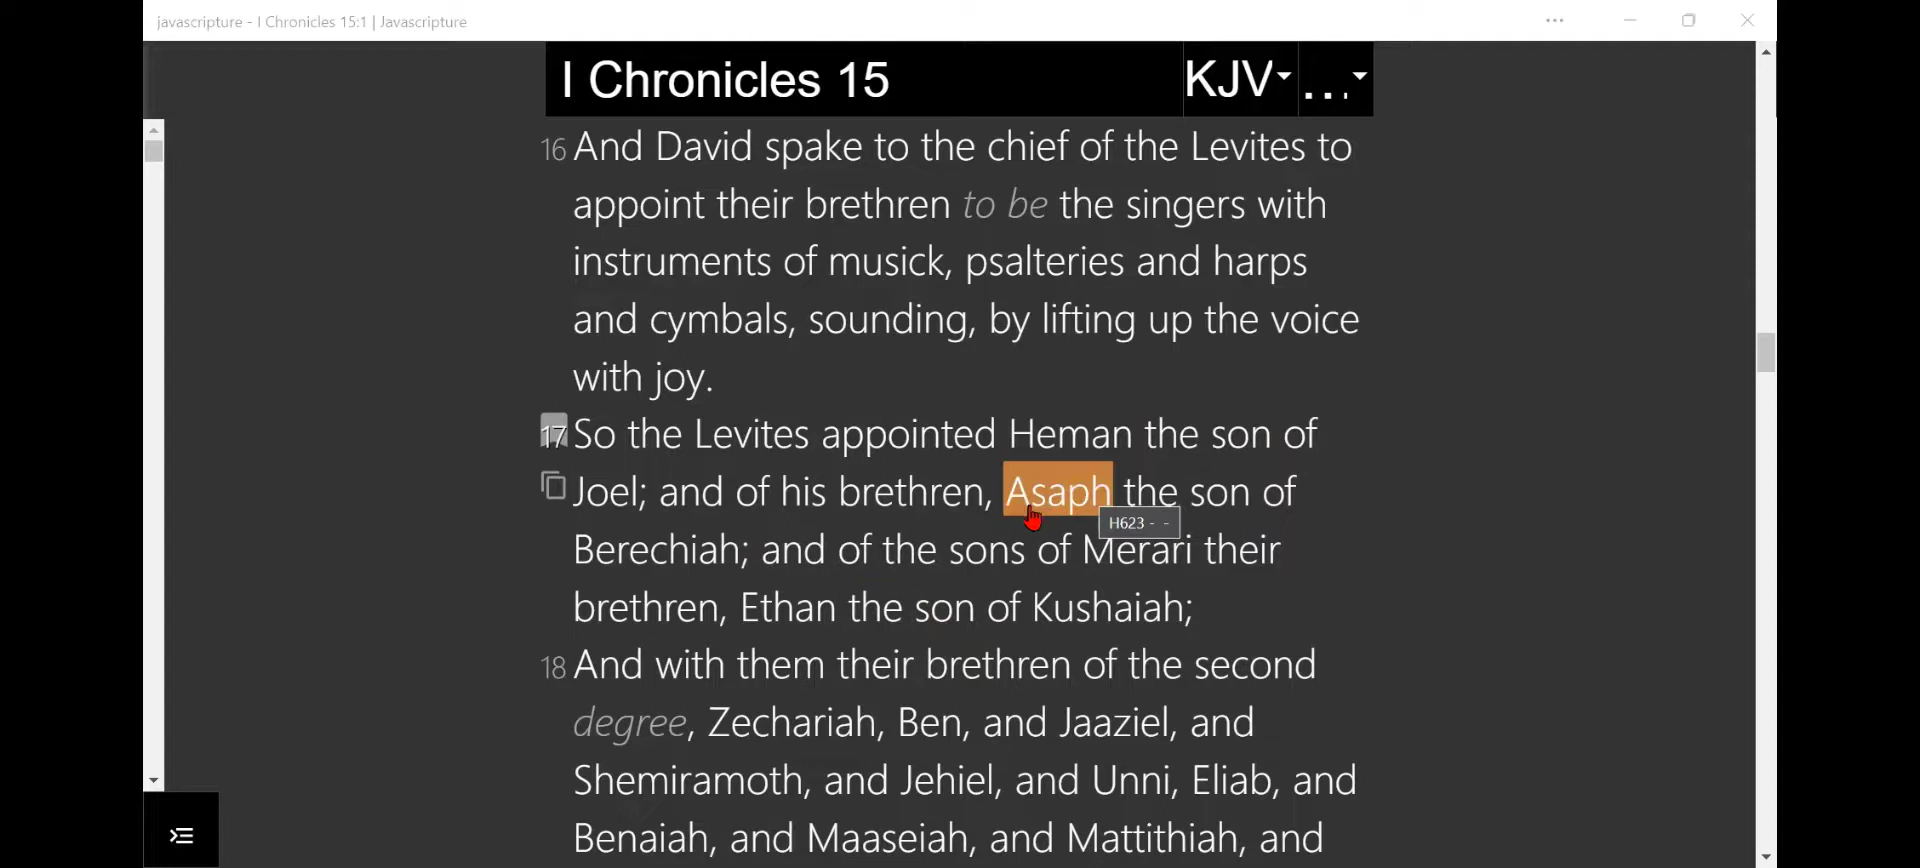 javascripture - I Chronicles 15:1 | Javascripture
I Chronicles 15 KJV ...
16 And David spake to the chief of the Levites to
appoint their brethren to be the singers with
instruments of musick, psalteries and harps
and cymbals, sounding, by lifting up the voice
with joy.
17 So the Levites appointed Heman the son of
Joel; and of his brethren, Asaph the son of
H623 - -
Berechiah; and of the sons of Merari their
brethren, Ethan the son of Kushaiah;
18 And with them their brethren of the second
degree, Zechariah, Ben, and Jaaziel, and
Shemiramoth, and Jehiel, and Unni, Eliab, and
Benaiah, and Maaseiah, and Mattithiah, and